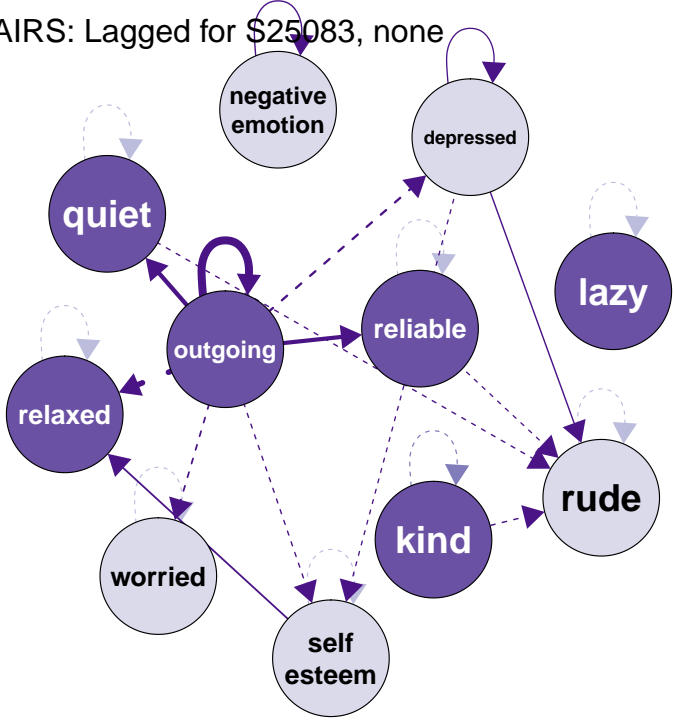 AIRS: Lagged for S25083, none
negative
emotion
depressed
quiet
lazy
reliable
outgoing
relaxed
rude
kind
worried
self
esteem